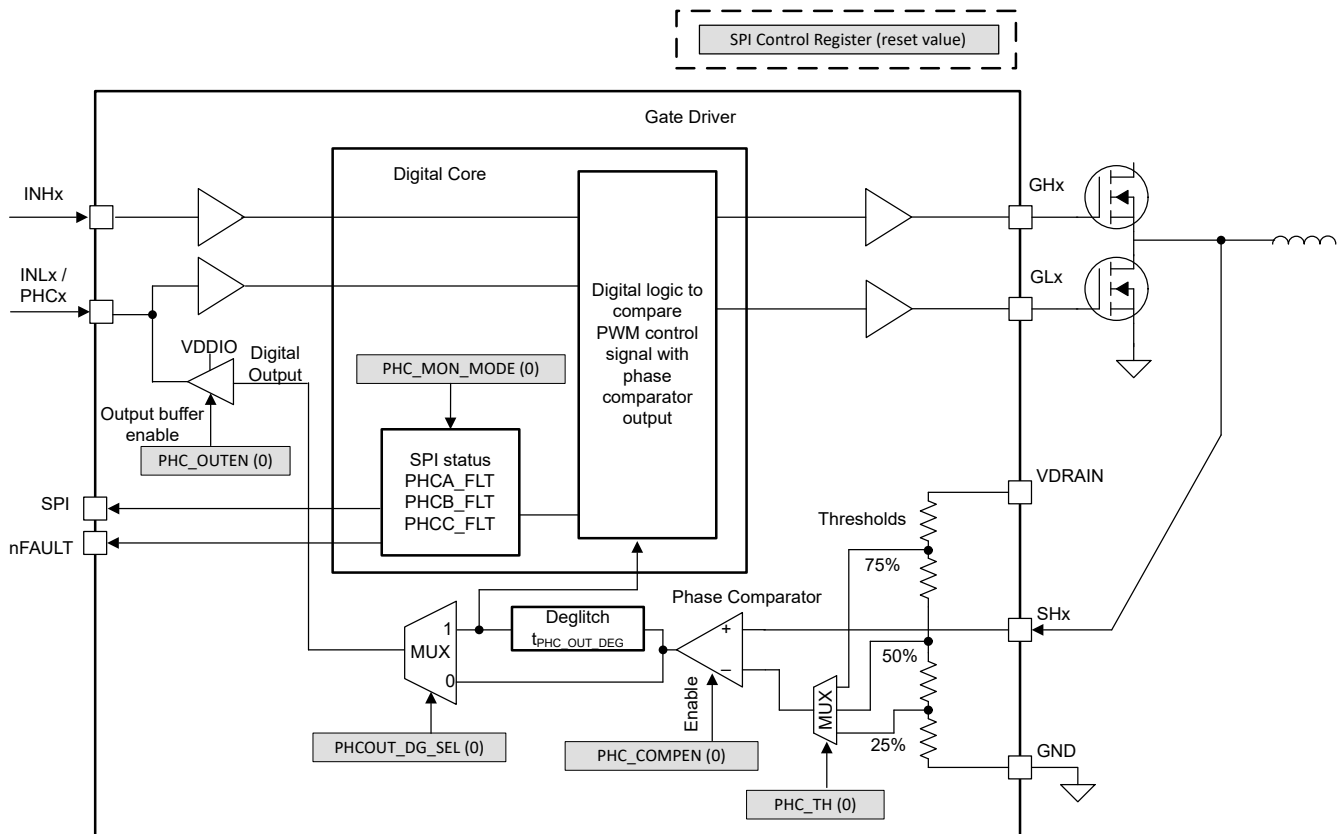 SPI Control Register (reset value)
Gate Driver
Digital Core
INHx
GHx
INLx /
PHCx
GLx
Digital logic to
compare
PWM control
signal with
phase
comparator
output
VDDIO
Digital
Output
PHC_MON_MODE (0)
Output buffer
enable
PHC_OUTEN (0)
SPI status
PHCA_FLT
PHCB_FLT
PHCC_FLT
SPI
nFAULT
VDRAIN
Thresholds
75%
Phase Comparator
Deglitch
tPHC_OUT_DEG
1
MUX
0
+
−
SHx
50%
Enable
MUX
25%
PHCOUT_DG_SEL (0)
PHC_COMPEN (0)
GND
PHC_TH (0)